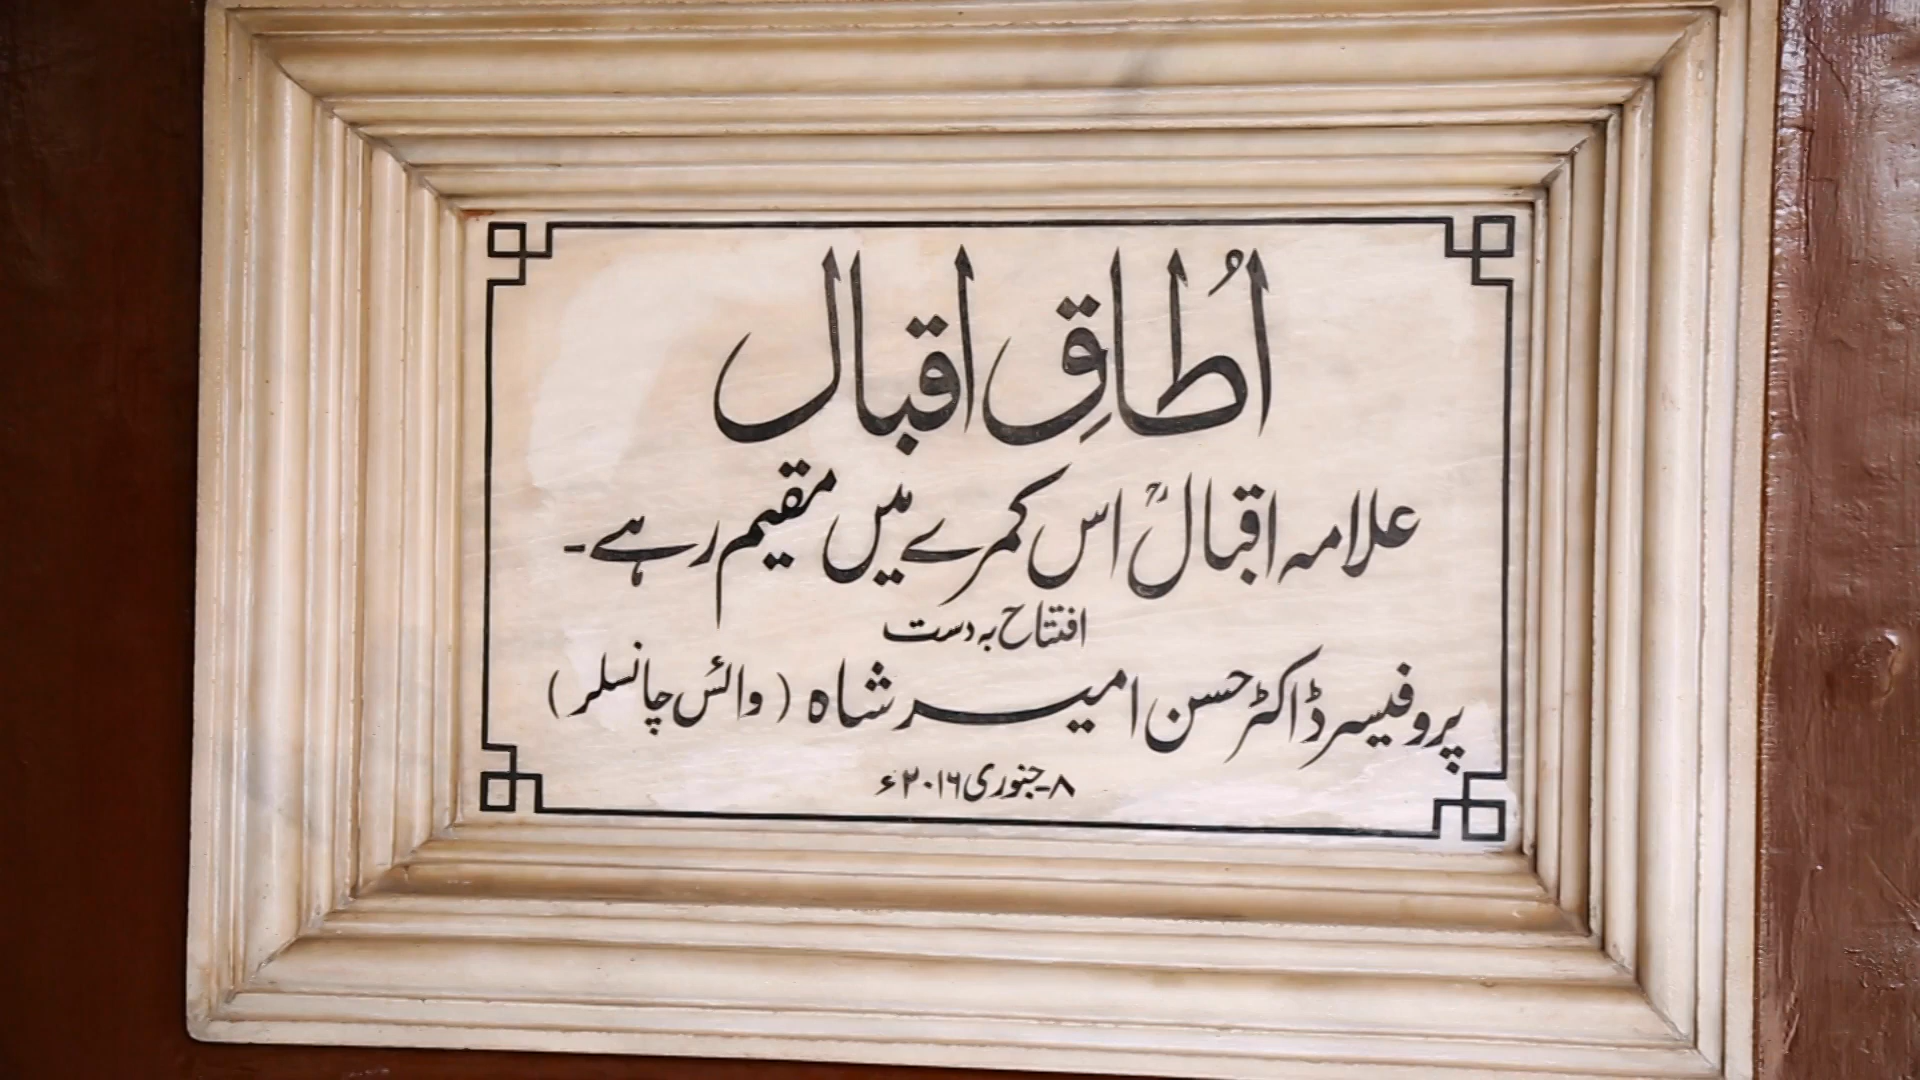 اُطاقِ اقبال
علامہ اقبالؒ اس کمرے میں مقیم رہے۔
افتتاح بہ دست
پروفیسر ڈاکٹر حسن امیر شاہ (وائس چانسلر)
۸-جنوری ۲۰۱۶ء